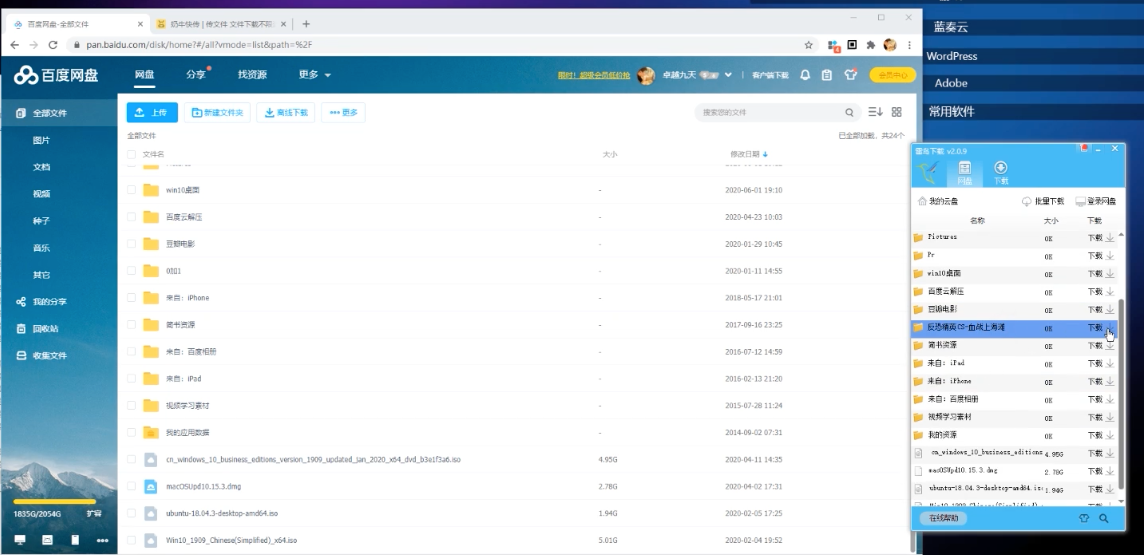 百度网盘-全部文件
奶牛快传 | 传文件 文件下载不限
pan.baidu.com/disk/home?#/all?vmode=list&path=%2F
百度网盘
网盘
分享
找资源
更多
限时！超级会员低价抢
卓越九天
客户端下载
会员中心
全部文件
图片
文档
视频
种子
音乐
其它
我的分享
回收站
收集文件
1835G/2054G
扩容
上传
新建文件夹
离线下载
更多
搜索您的文件
全部文件
已全部加载，共24个
文件名
大小
修改日期
win10桌面
-
2020-06-01 19:10
百度云解压
-
2020-04-23 10:03
豆瓣电影
-
2020-01-29 10:45
-
2020-01-11 14:55
来自：iPhone
-
2018-05-17 21:01
简书资源
-
2017-09-16 23:25
来自：百度相册
-
2016-07-12 14:59
来自：iPad
-
2016-02-13 21:20
视频学习素材
-
2015-07-28 11:24
我的应用数据
-
2014-09-02 07:31
cn_windows_10_business_editions_version_1909_updated_jan_2020_x64_dvd_b3e1f3a6.iso
4.95G
2020-04-11 14:35
macOSUpd10.15.3.dmg
2.78G
2020-04-02 17:31
ubuntu-18.04.3-desktop-amd64.iso
1.94G
2020-02-05 17:25
Win10_1909_Chinese(Simplified)_x64.iso
5.01G
2020-02-04 19:52
蓝奏云
WordPress
Adobe
常用软件
v2.0.9
网盘
下载
我的云盘
批量下载
登录网盘
名称
大小
下载
Pictures
0K
下载
Pr
0K
下载
win10桌面
0K
下载
百度云解压
0K
下载
豆瓣电影
0K
下载
反恐精英CS-血战上海滩
0K
下载
简书资源
0K
下载
来自：iPad
0K
下载
来自：iPhone
0K
下载
来自：百度相册
0K
下载
视频学习素材
0K
下载
我的资源
0K
下载
cn_windows_10_business_editions
4.95G
下载
macOSUpd10.15.3.dmg
2.78G
下载
ubuntu-18.04.3-desktop-amd64.is
1.94G
下载
在线帮助